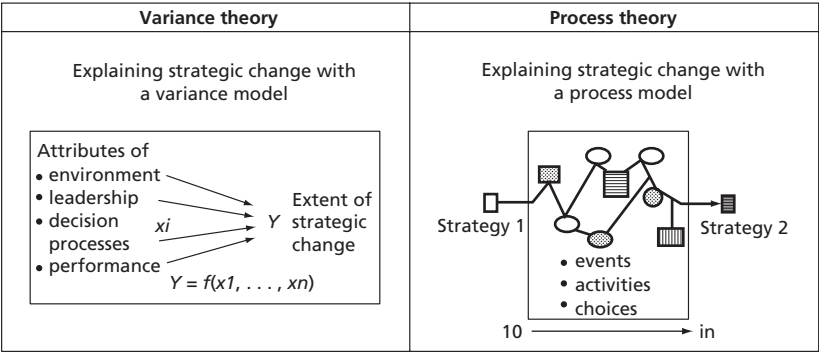 Variance theory
Explaining strategic change with
a variance model
Attributes of
• environment
• leadership
• decision
processes
• performance
xi
Y
Extent of
strategic
change
Y = f(x1, . . . , xn)
Process theory
Explaining strategic change with
a process model
Strategy 1
Strategy 2
• events
• activities
• choices
10
in